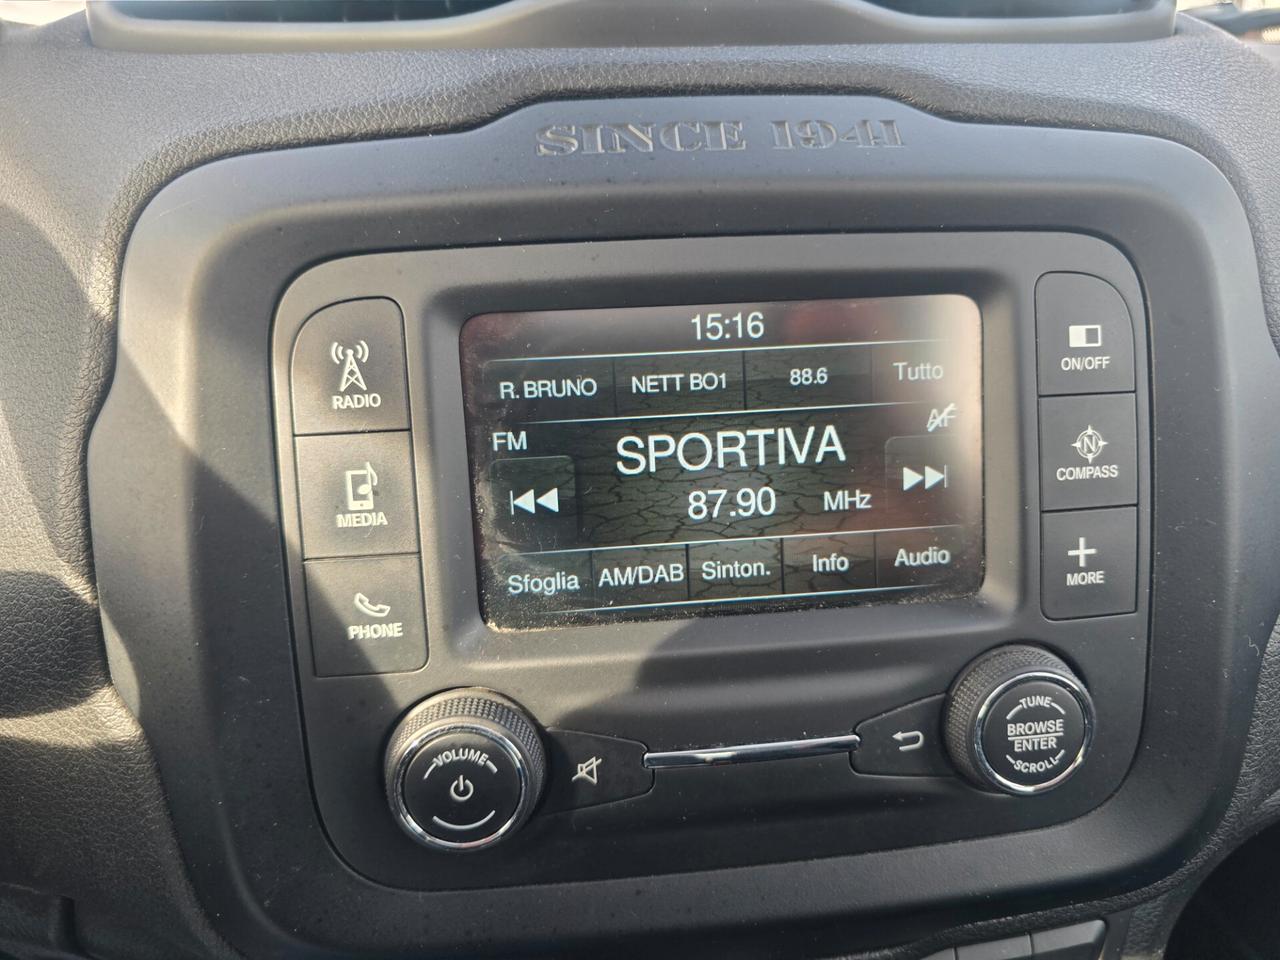 SINCE 1941
15:16
R. BRUNO NETT BO1 88.6 Tutto
FM AF
SPORTIVA
87.90 MHz
Sfoglia AM/DAB Sinton. Info Audio
RADIO
MEDIA
PHONE
ON/OFF
N
COMPASS
MORE
VOLUME
TUNE
BROWSE
ENTER
SCROLL